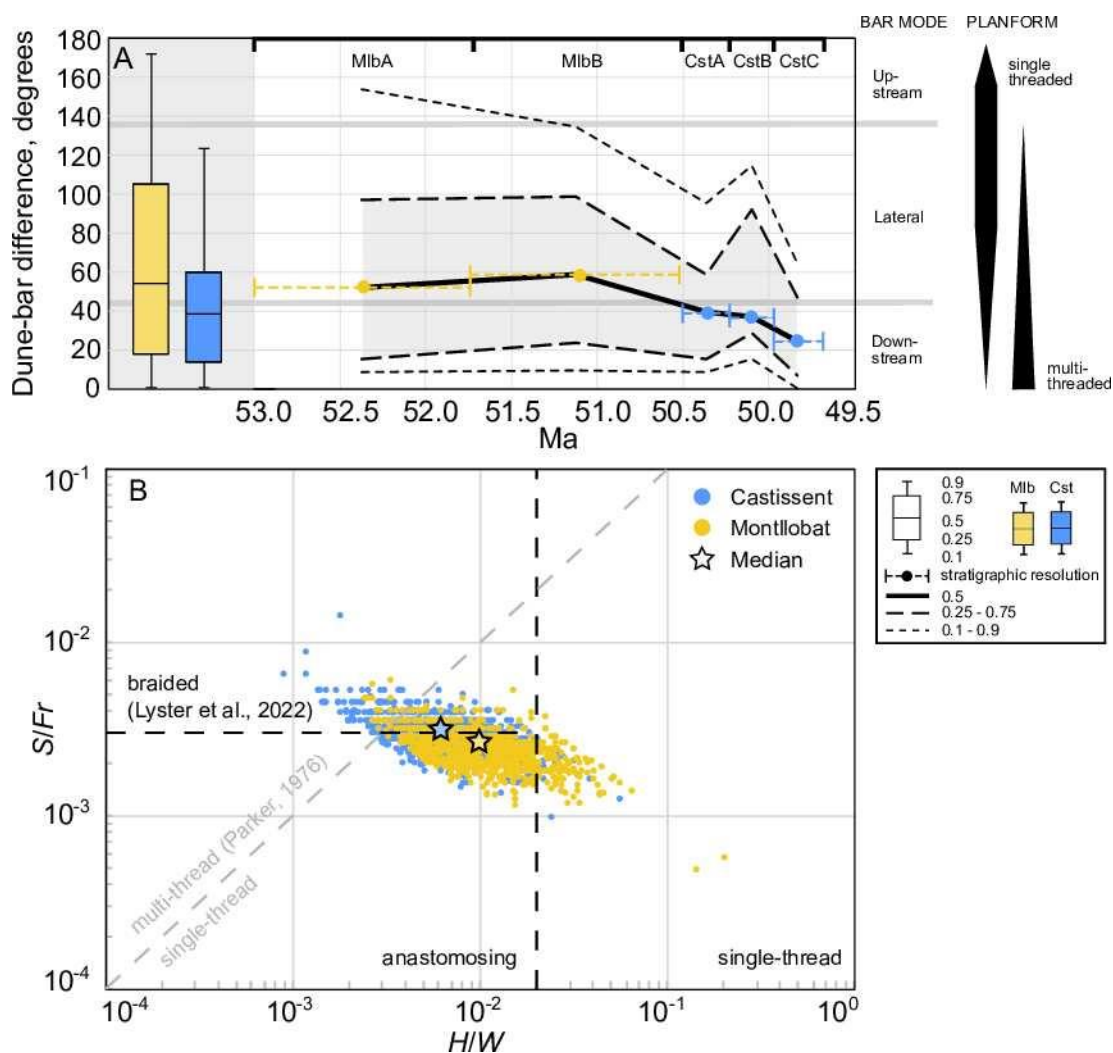 BAR MODE PLANFORM
A
Dune-bar difference, degrees
180
160
140
120
100
80
60
40
20
0
MlbA MlbB CstA CstB CstC
53.0 52.5 52.0 51.5 51.0 50.5 50.0 49.5
Ma
Up-
stream
Lateral
Down-
stream
single
threaded
multi-
threaded
B
S/Fr
10-1
10-2
10-3
10-4
Castissent
Montllobat
Median
braided
(Lyster et al., 2022)
multi-thread (Parker, 1976)
single-thread
anastomosing single-thread
10-4 10-3 10-2 10-1 100
H/W
0.9
0.75
0.5
0.25
0.1
Mlb Cst
stratigraphic resolution
0.5
0.25 - 0.75
0.1 - 0.9